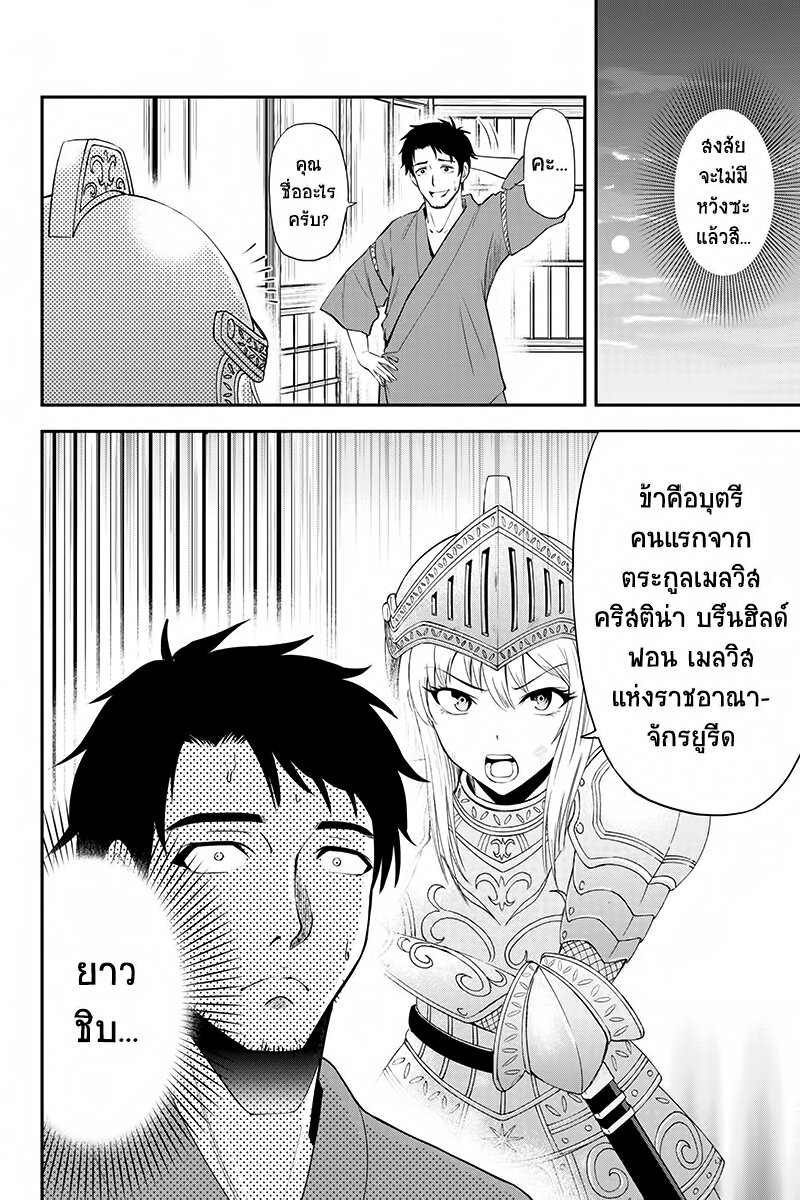 สงสัย
จะไม่มี
หวังซะ
แล้วสิ...
คะ...
คุณ
ชื่ออะไร
ครับ?
ข้าคือบุตรี
คนแรกจาก
ตระกูลเมลวิส
คริสติน่า บรึนฮิลด์
ฟอน เมลวิส
แห่งราชอาณา-
จักรยูรีด
ยาว
ชิบ...